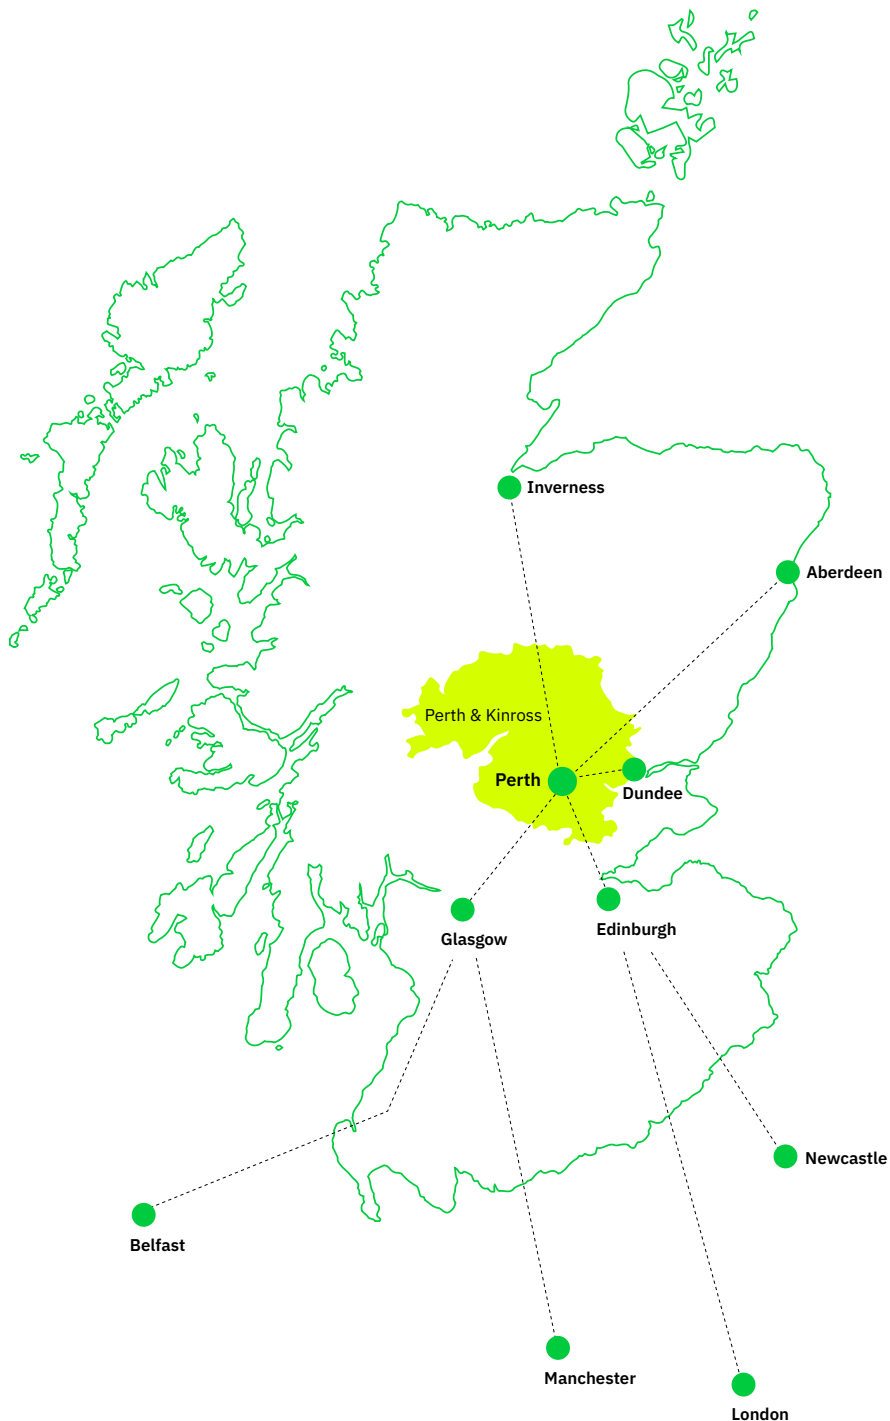 Inverness
Aberdeen
Perth & Kinross
Perth
Dundee
Glasgow
Edinburgh
Newcastle
Belfast
Manchester
London